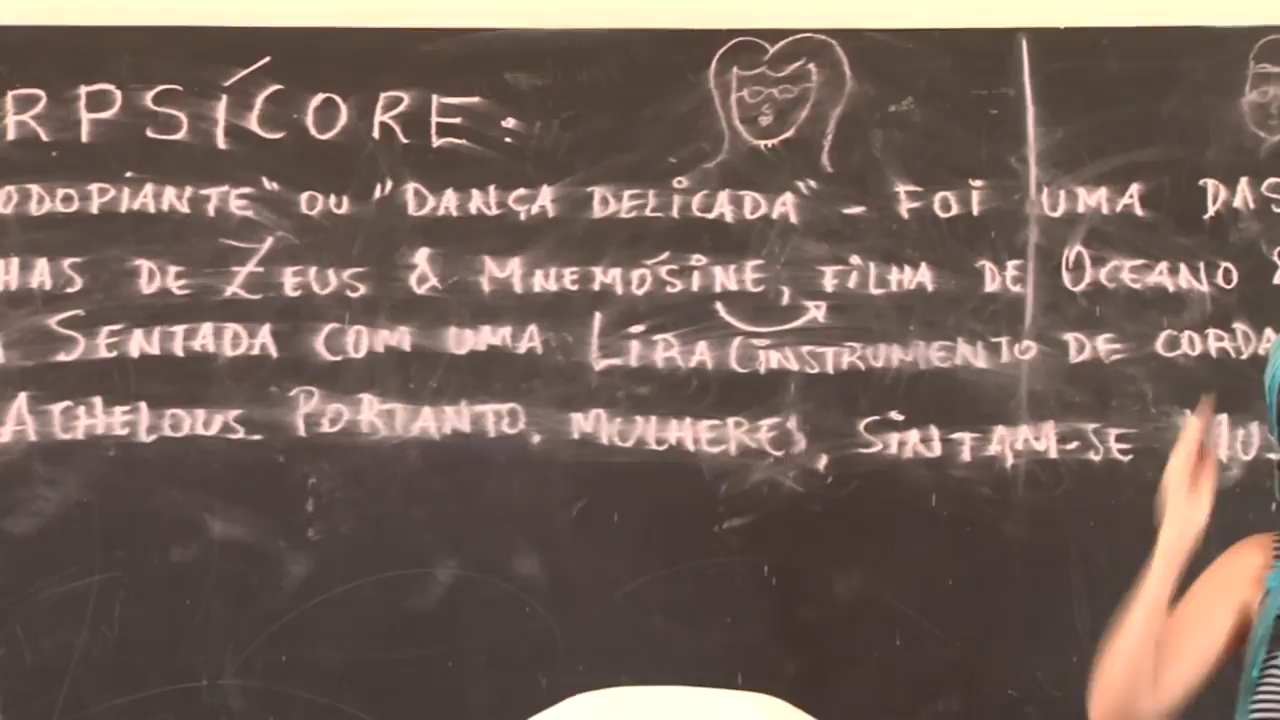 RPSÍCORE:
ODOPIANTE" OU "DANÇA DELICADA" - FOI UMA DAS
HAS DE ZEUS & MNEMÓSINE, FILHA DE OCEANO &
SENTADA COM UMA LIRA (INSTRUMENTO DE CORDA
ACHELOUS. PORTANTO, MULHERES, SINTAM-SE MU